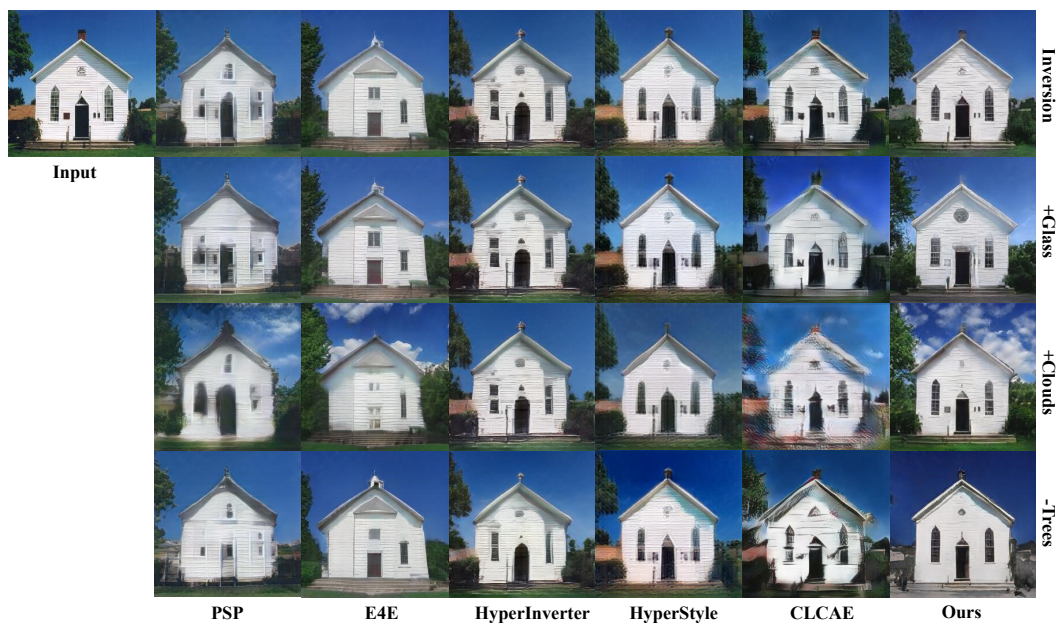 Inversion
Input
+Glass
+Clouds
-Trees
PSP
E4E
HyperInverter
HyperStyle
CLCAE
Ours